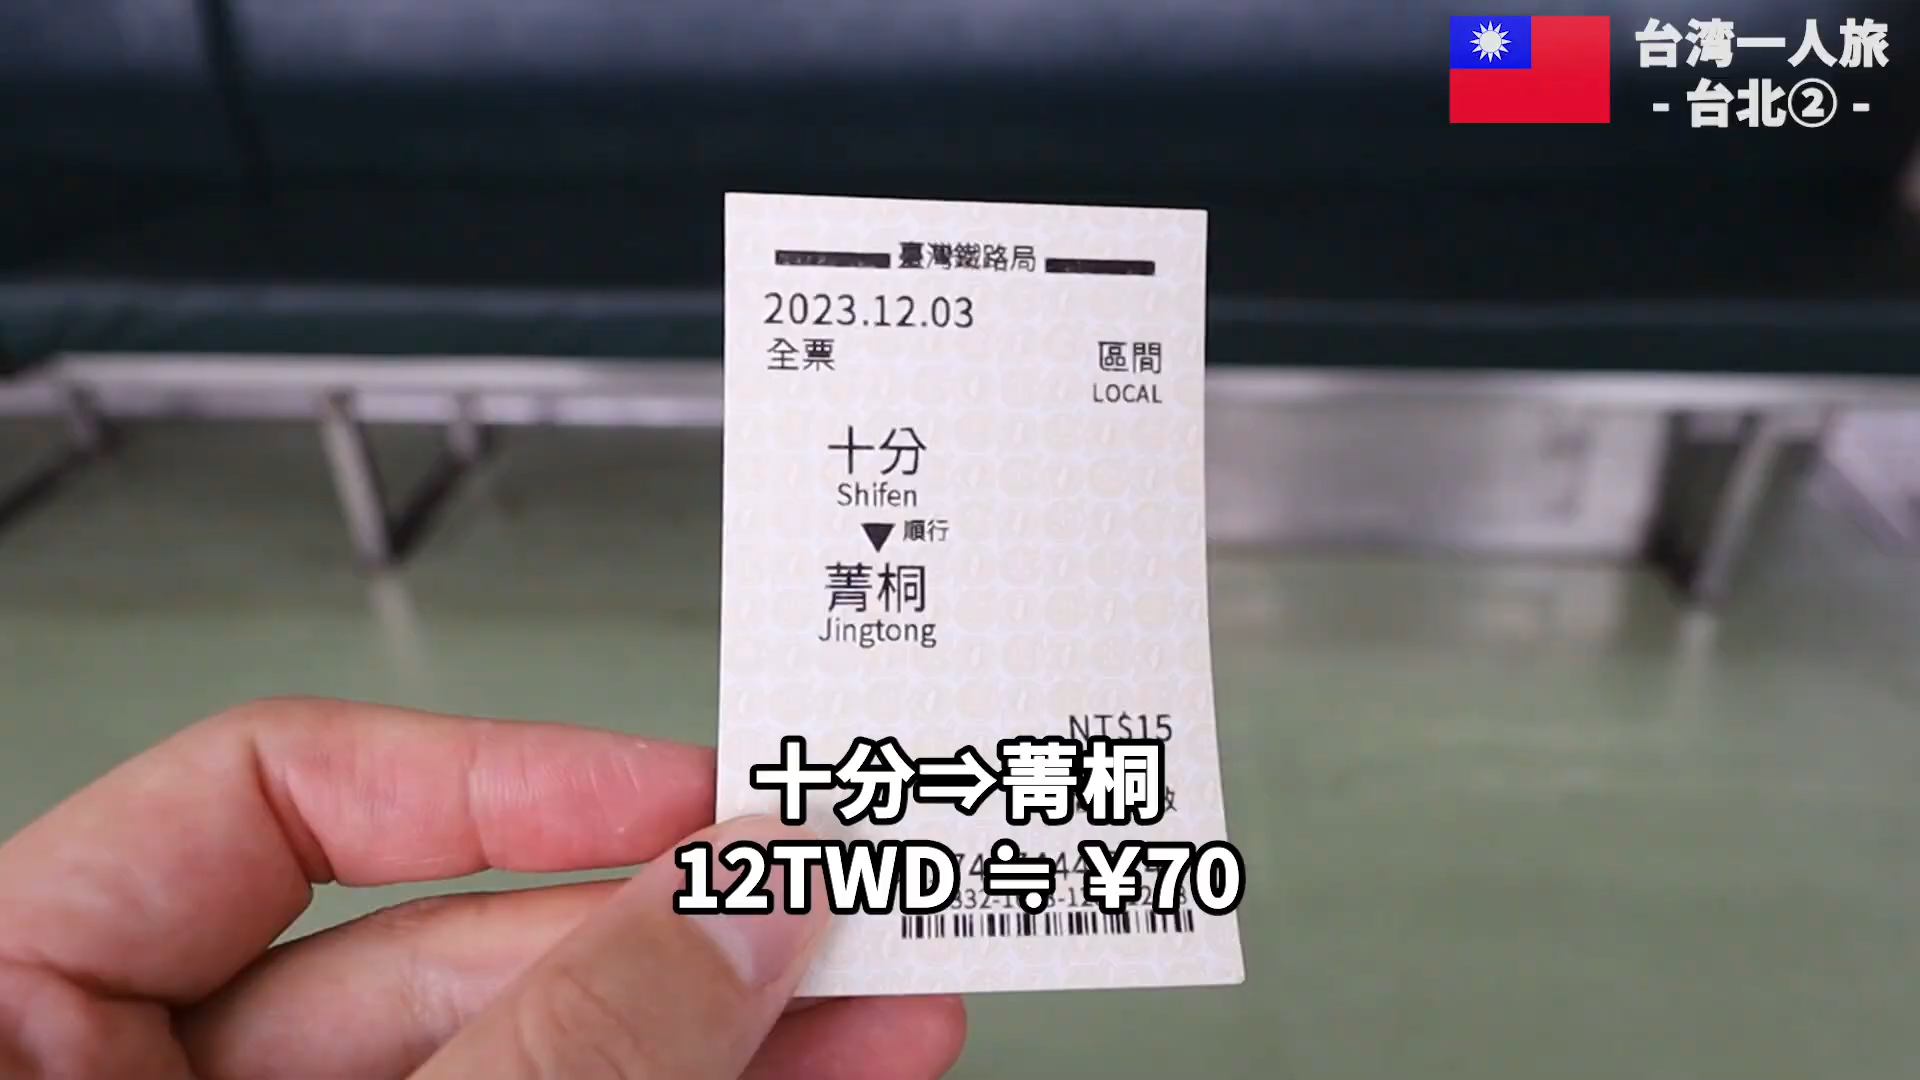 台湾一人旅
- 台北② -
臺灣鐵路局
2023.12.03
全票
區間
LOCAL
十分
Shifen
▼ 順行
菁桐
Jingtong
NT$15
十分⇒菁桐
12TWD ≒ ¥70